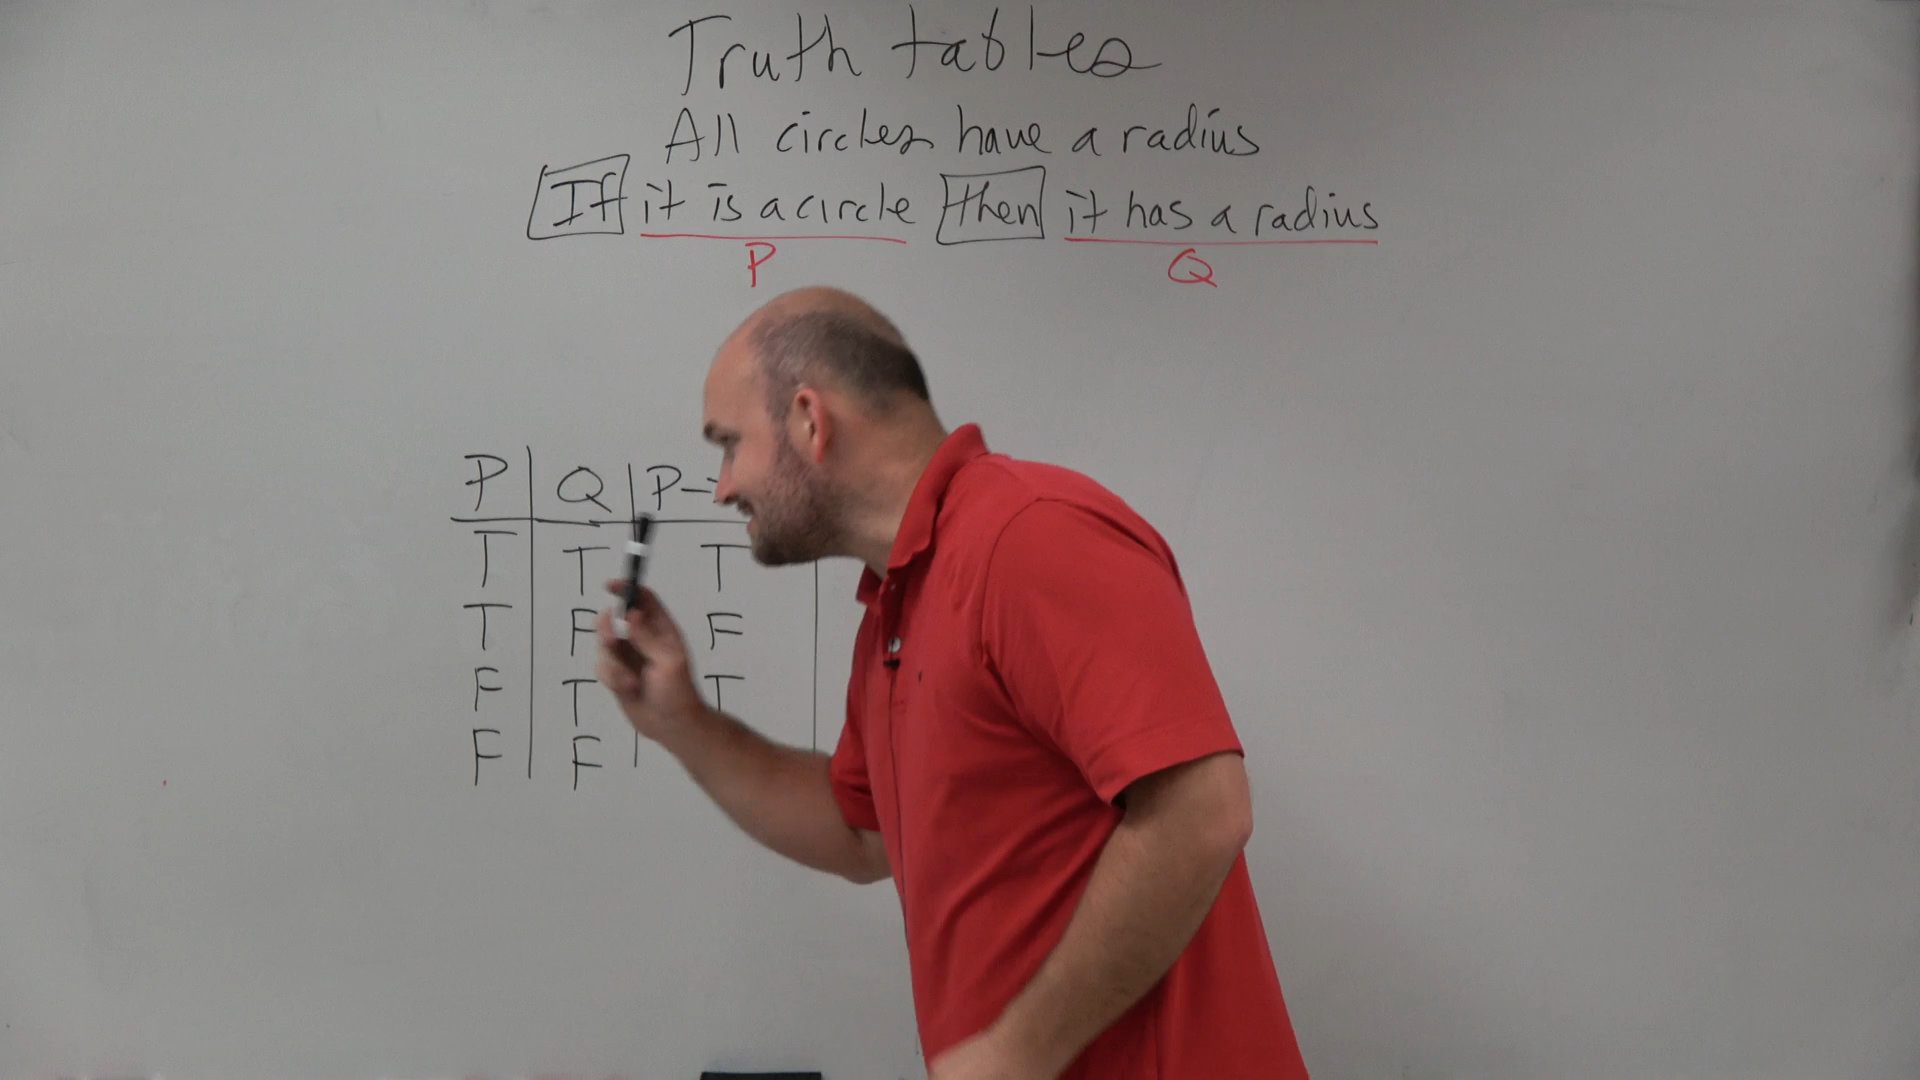 Truth tables
All circles have a radius
If it is a circle then it has a radius
P Q
P Q P→
T T T
T F F
F T T
F F